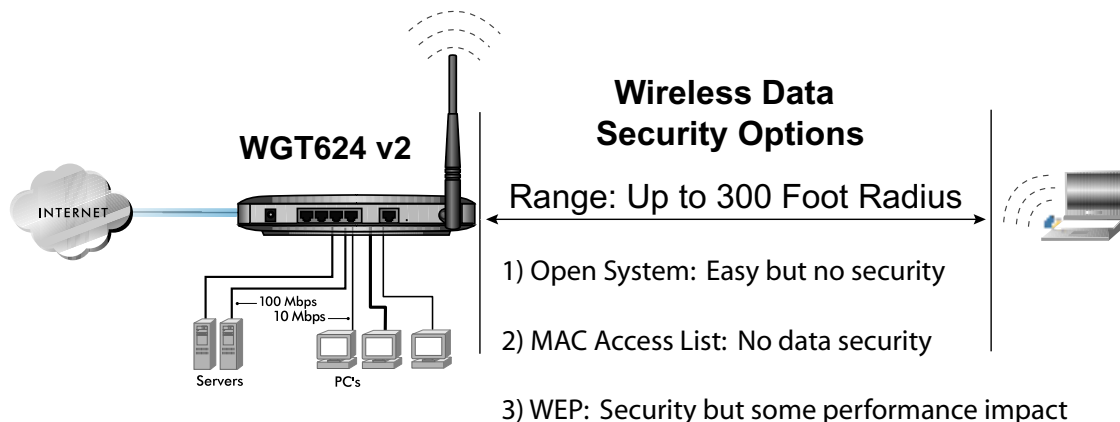 WGT624 v2
INTERNET
100 Mbps
10 Mbps
Servers
PC's
Wireless Data
Security Options
Range: Up to 300 Foot Radius
1) Open System: Easy but no security
2) MAC Access List: No data security
3) WEP: Security but some performance impact